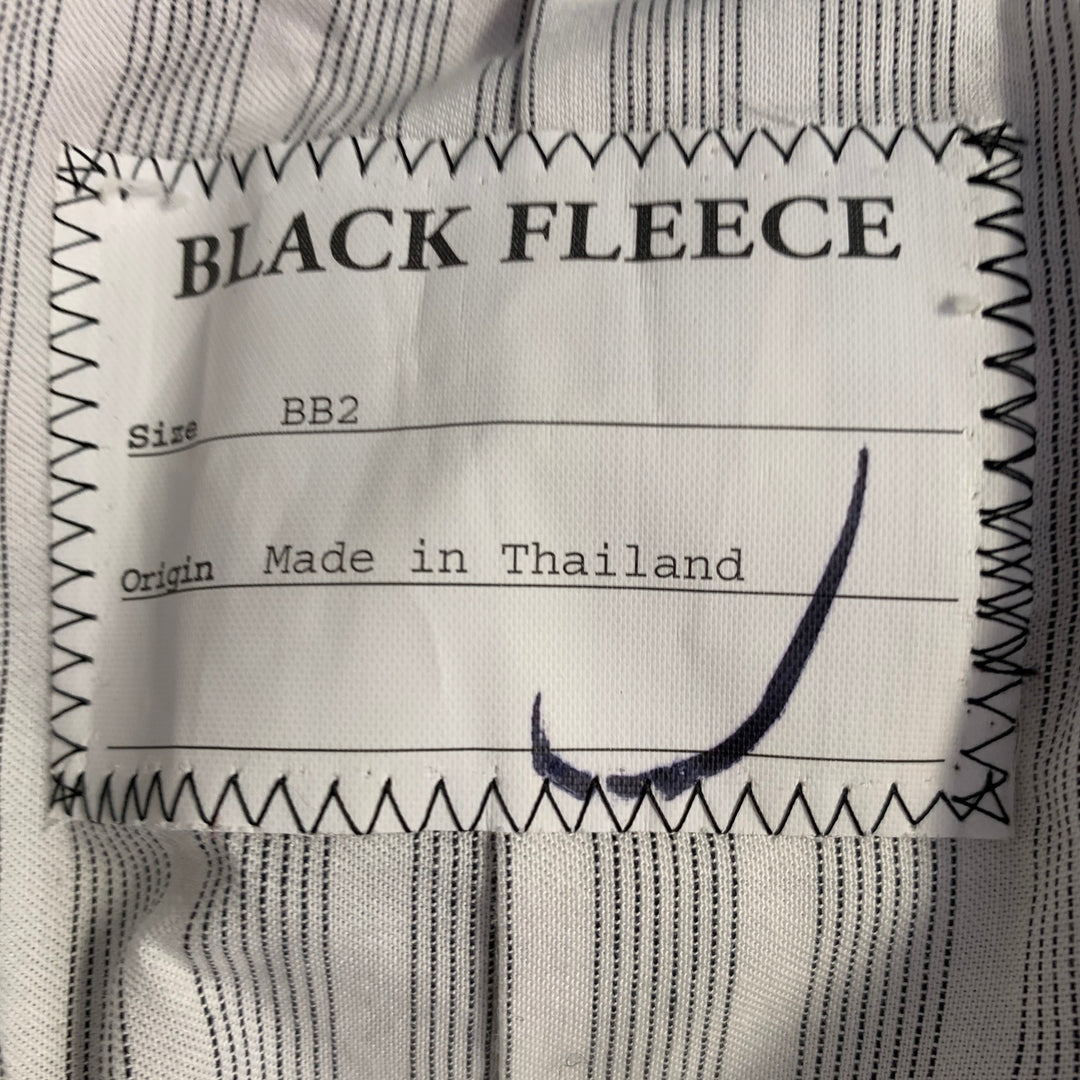 BLACK FLEECE
Size BB2
Origin Made in Thailand